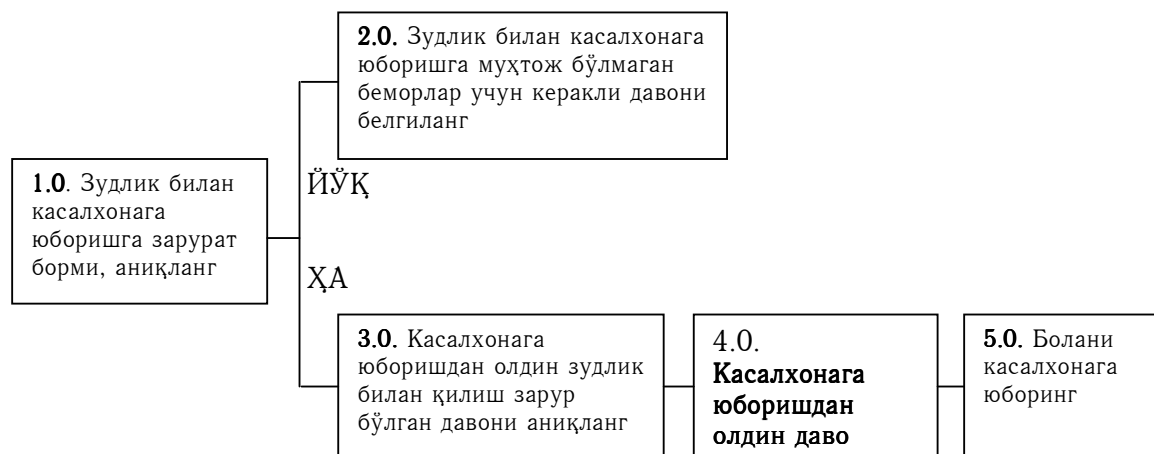 2.0. Зудлик билан касалхонага
юборишга муҳтож бўлмаган
беморлар учун керакли давони
белгиланг
1.0. Зудлик билан
касалхонага
юборишга зарурат
борми, аниқланг
ЙЎҚ
ҲА
3.0. Касалхонага
юборишдан олдин зудлик
билан қилиш зарур
бўлган давони аниқланг
4.0.
Касалхонага
юборишдан
олдин даво
5.0. Болани
касалхонага
юборинг